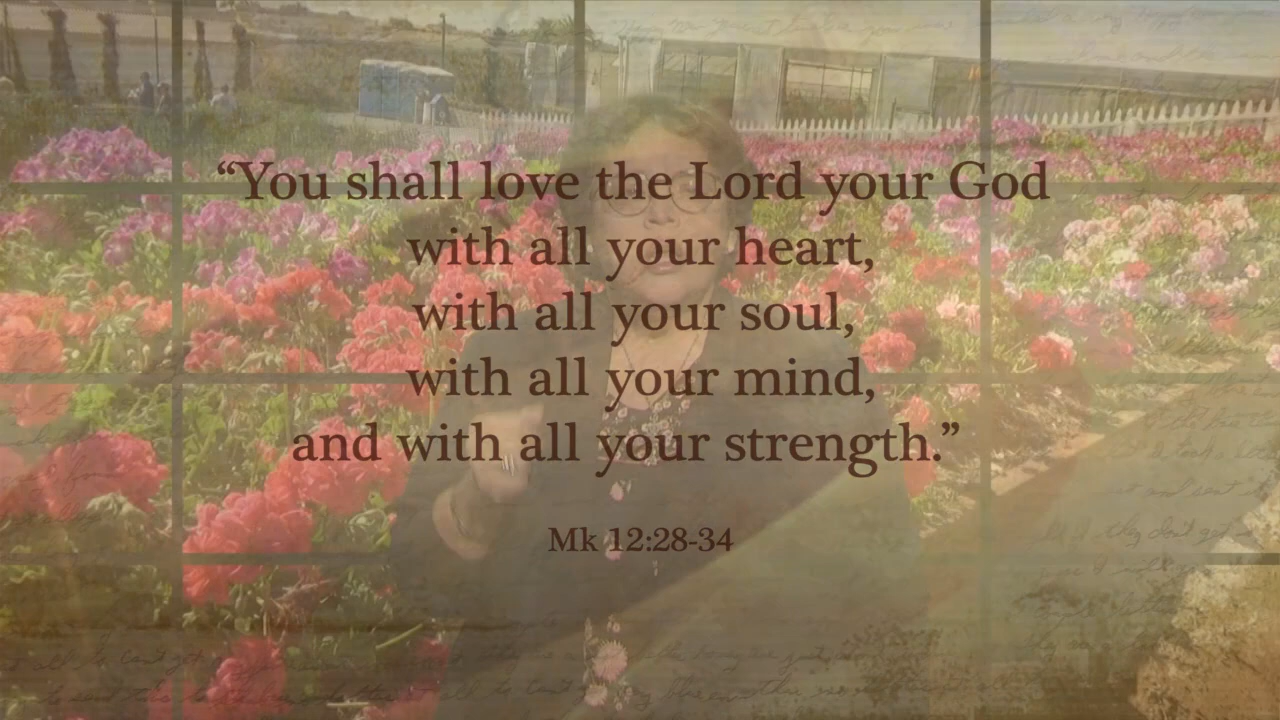 “You shall love the Lord your God
with all your heart,
with all your soul,
with all your mind,
and with all your strength.”
Mk 12:28-34